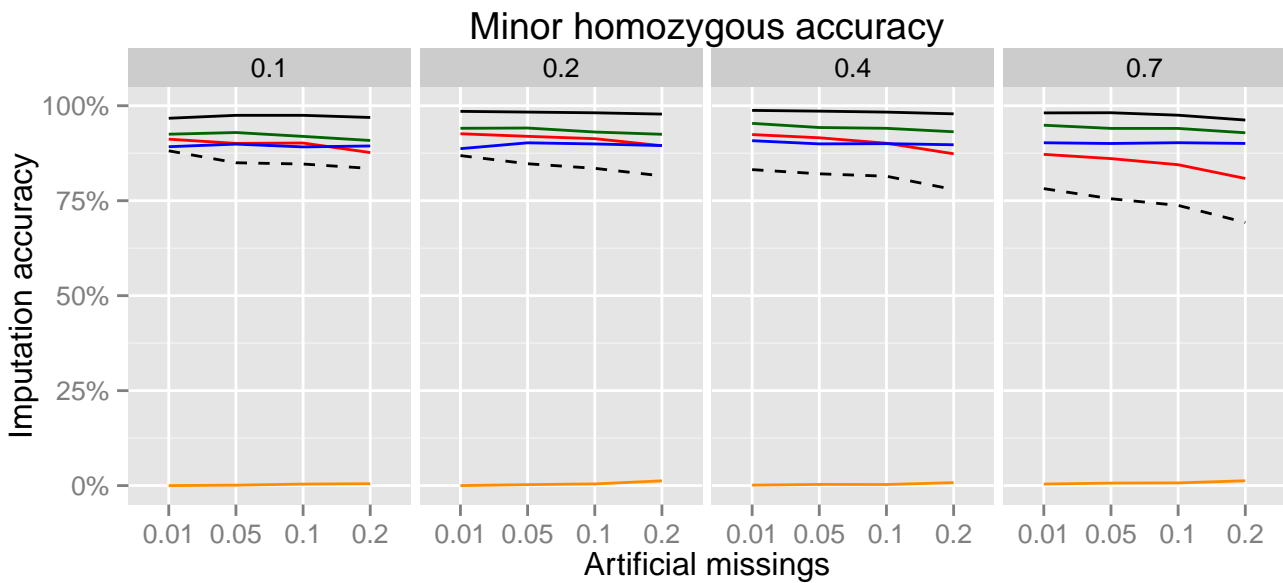 Minor homozygous accuracy
0.1 0.2 0.4 0.7
Imputation accuracy
100%
75%
50%
25%
0%
0.01 0.05 0.1 0.2 0.01 0.05 0.1 0.2 0.01 0.05 0.1 0.2 0.01 0.05 0.1 0.2
Artificial missings